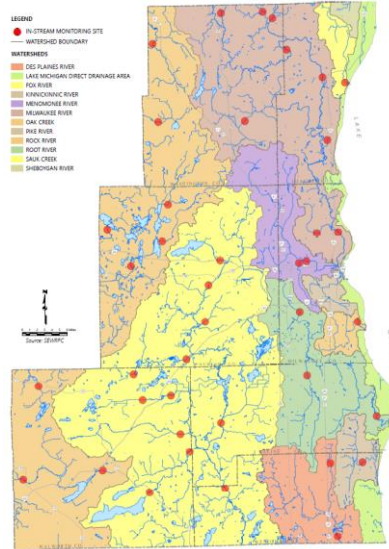 LEGEND
IN-STREAM MONITORING SITE
WATERSHED BOUNDARY
WATERSHEDS
DES PLAINES RIVER
LAKE MICHIGAN DIRECT DRAINAGE AREA
FOX RIVER
KINNICKINNIC RIVER
MENOMONEE RIVER
MILWAUKEE RIVER
OAK CREEK
PIKE RIVER
ROCK RIVER
ROOT RIVER
SAUK CREEK
SHEBOYGAN RIVER
LAKE
Source: SEWRPC